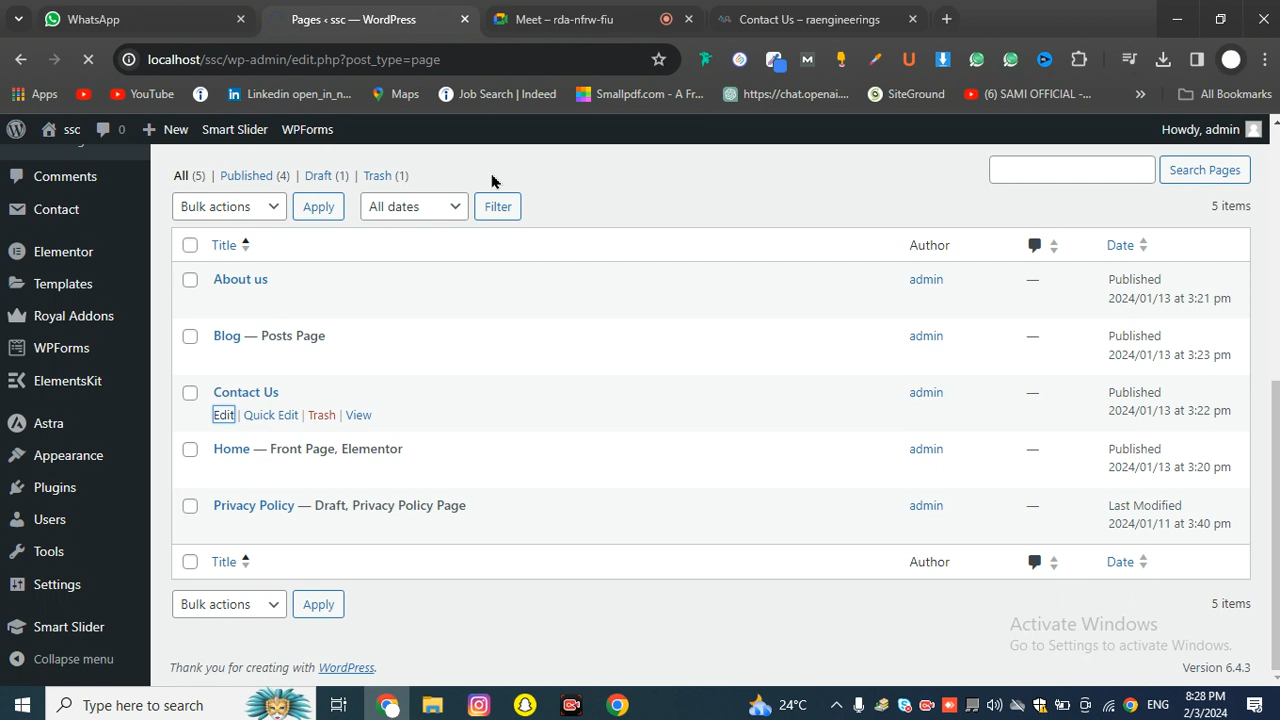 WhatsApp
Pages ‹ ssc — WordPress
Meet – rda-nfrw-fiu
Contact Us – raengineerings
localhost/ssc/wp-admin/edit.php?post_type=page
Apps
YouTube
Linkedin open_in_n...
Maps
Job Search | Indeed
Smallpdf.com - A Fr...
https://chat.openai....
SiteGround
(6) SAMI OFFICIAL -...
All Bookmarks
ssc
0
New
Smart Slider
WPForms
Howdy, admin
Comments
Contact
Elementor
Templates
Royal Addons
WPForms
ElementsKit
Astra
Appearance
Plugins
Users
Tools
Settings
Smart Slider
Collapse menu
All (5) | Published (4) | Draft (1) | Trash (1)
Search Pages
Bulk actions
Apply
All dates
Filter
5 items
Title
Author
Date
About us
admin
—
Published
2024/01/13 at 3:21 pm
Blog — Posts Page
admin
—
Published
2024/01/13 at 3:23 pm
Contact Us
Edit | Quick Edit | Trash | View
admin
—
Published
2024/01/13 at 3:22 pm
Home — Front Page, Elementor
admin
—
Published
2024/01/13 at 3:20 pm
Privacy Policy — Draft, Privacy Policy Page
admin
—
Last Modified
2024/01/11 at 3:40 pm
Title
Author
Date
Bulk actions
Apply
5 items
Activate Windows
Go to Settings to activate Windows.
Thank you for creating with WordPress.
Version 6.4.3
Type here to search
24°C
ENG
8:28 PM
2/3/2024